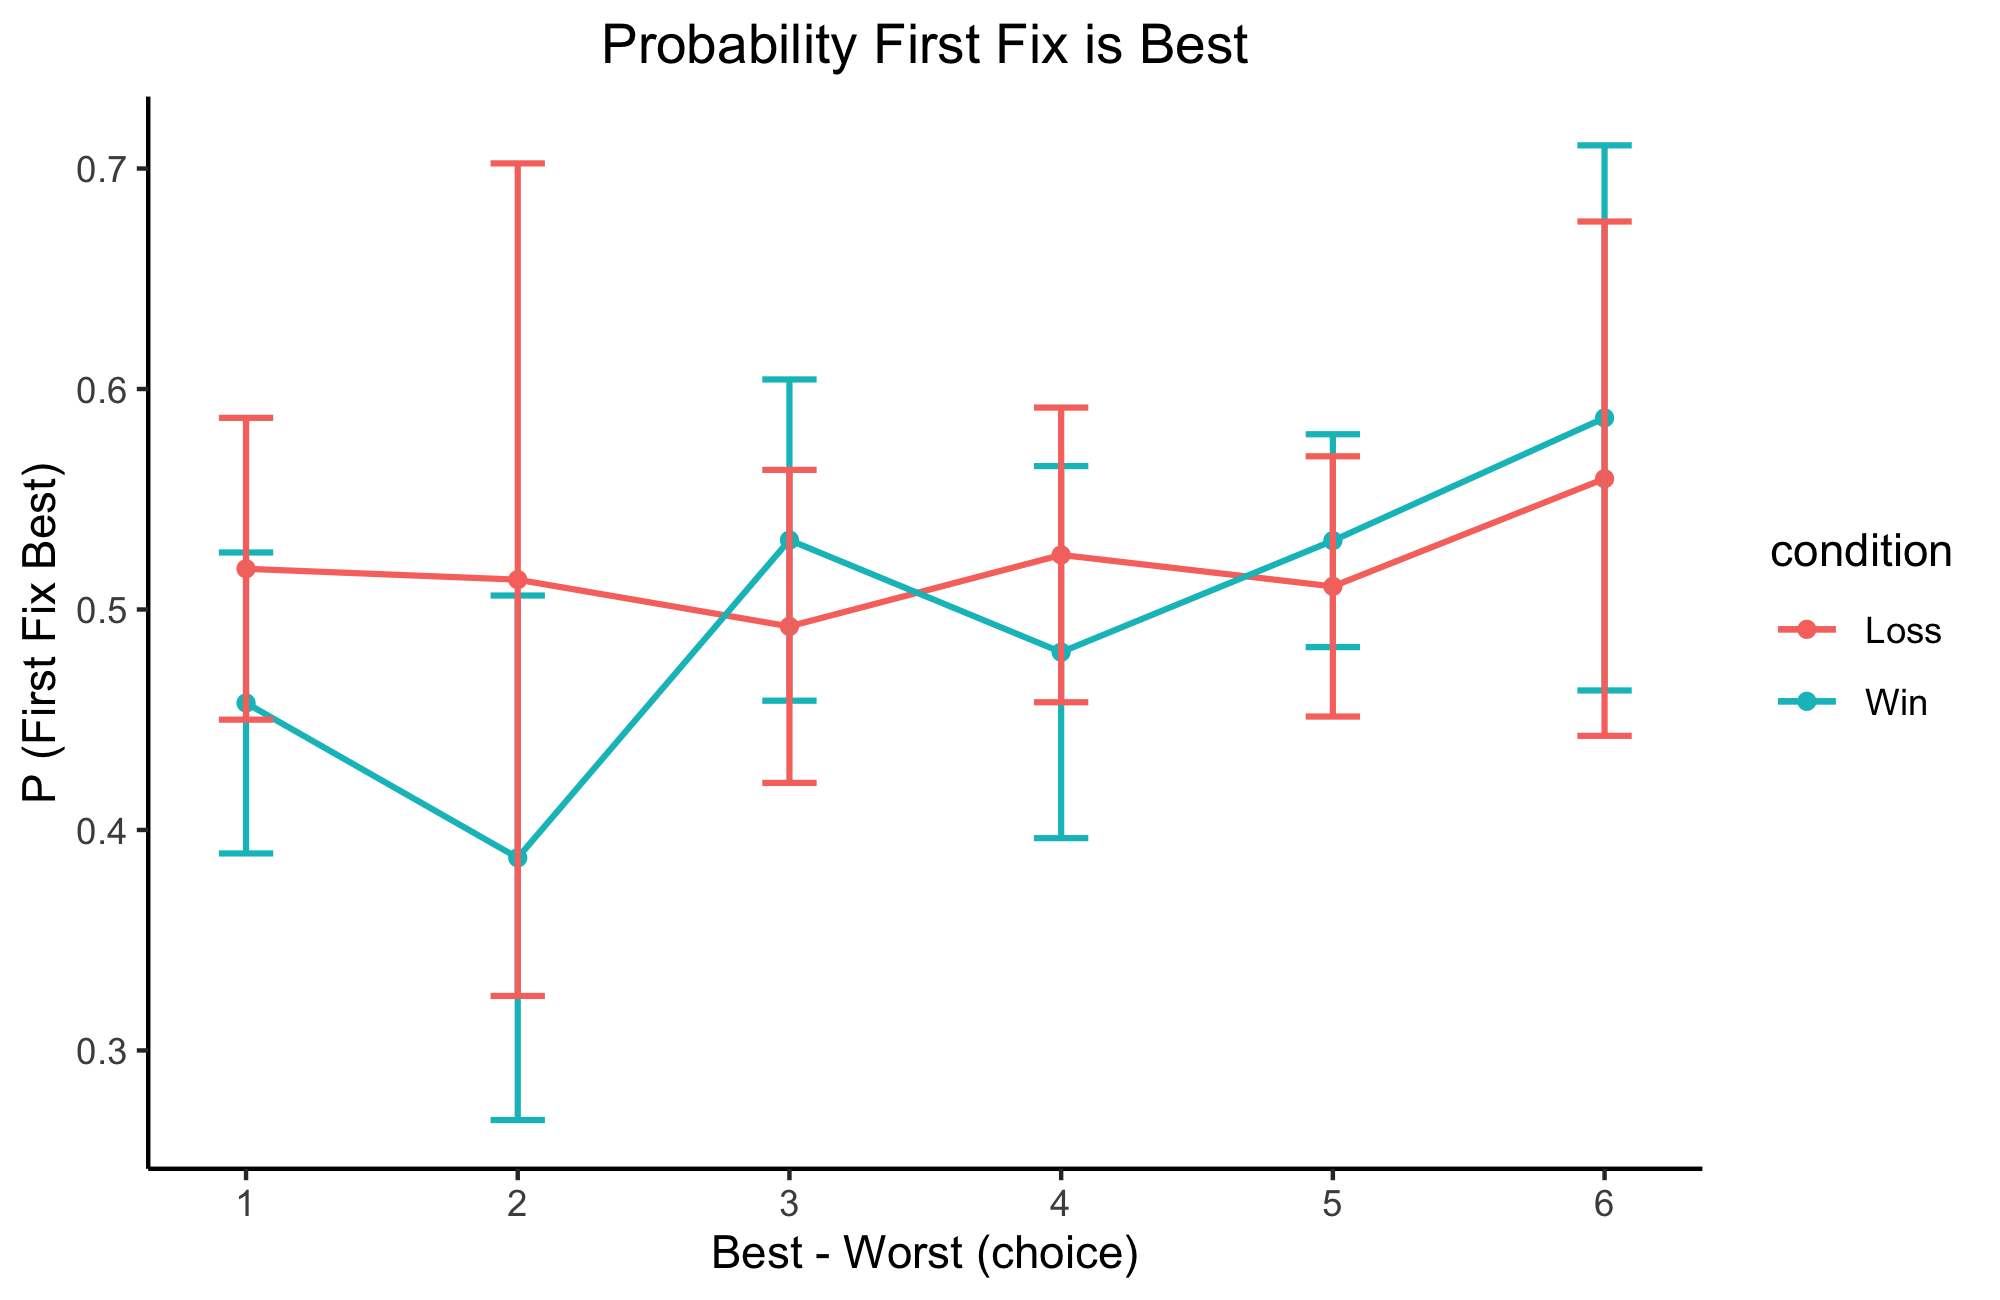 Probability First Fix is Best
P (First Fix Best)
0.7
0.6
0.5
0.4
0.3
1 2 3 4 5 6
Best - Worst (choice)
condition
Loss
Win